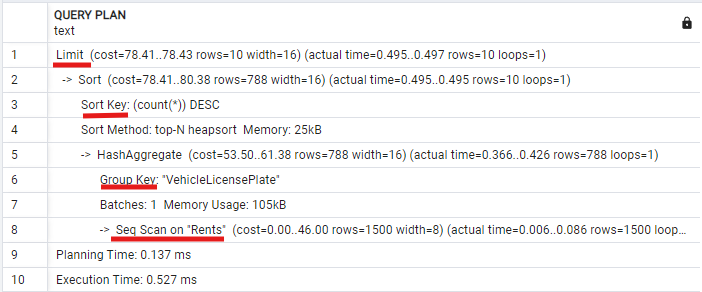 QUERY PLAN
text
1 Limit (cost=78.41..78.43 rows=10 width=16) (actual time=0.495..0.497 rows=10 loops=1)
2 -> Sort (cost=78.41..80.38 rows=788 width=16) (actual time=0.495..0.495 rows=10 loops=1)
3 Sort Key: (count(*)) DESC
4 Sort Method: top-N heapsort Memory: 25kB
5 -> HashAggregate (cost=53.50..61.38 rows=788 width=16) (actual time=0.366..0.426 rows=788 loops=1)
6 Group Key: "VehicleLicensePlate"
7 Batches: 1 Memory Usage: 105kB
8 -> Seq Scan on "Rents" (cost=0.00..46.00 rows=1500 width=8) (actual time=0.006..0.086 rows=1500 loop...
9 Planning Time: 0.137 ms
10 Execution Time: 0.527 ms